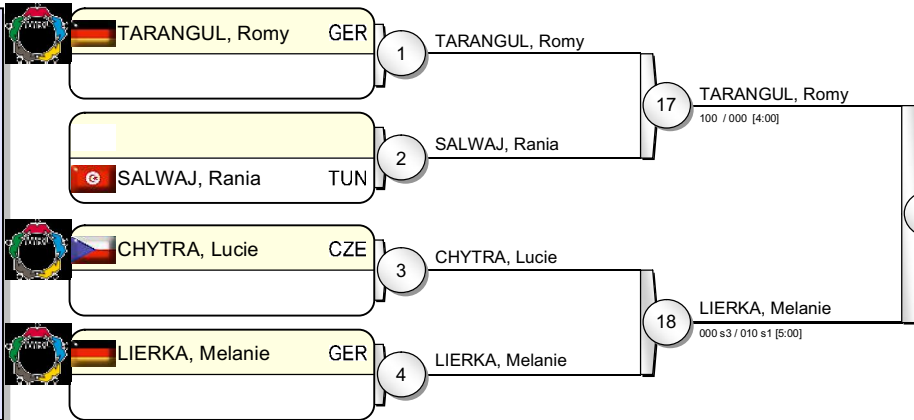 TARANGUL, Romy GER
1
TARANGUL, Romy
SALWAJ, Rania TUN
2
SALWAJ, Rania
17
TARANGUL, Romy
100 / 000 [4:00]
CHYTRA, Lucie CZE
3
CHYTRA, Lucie
LIERKA, Melanie GER
4
LIERKA, Melanie
18
LIERKA, Melanie
000 s3 / 010 s1 [5:00]